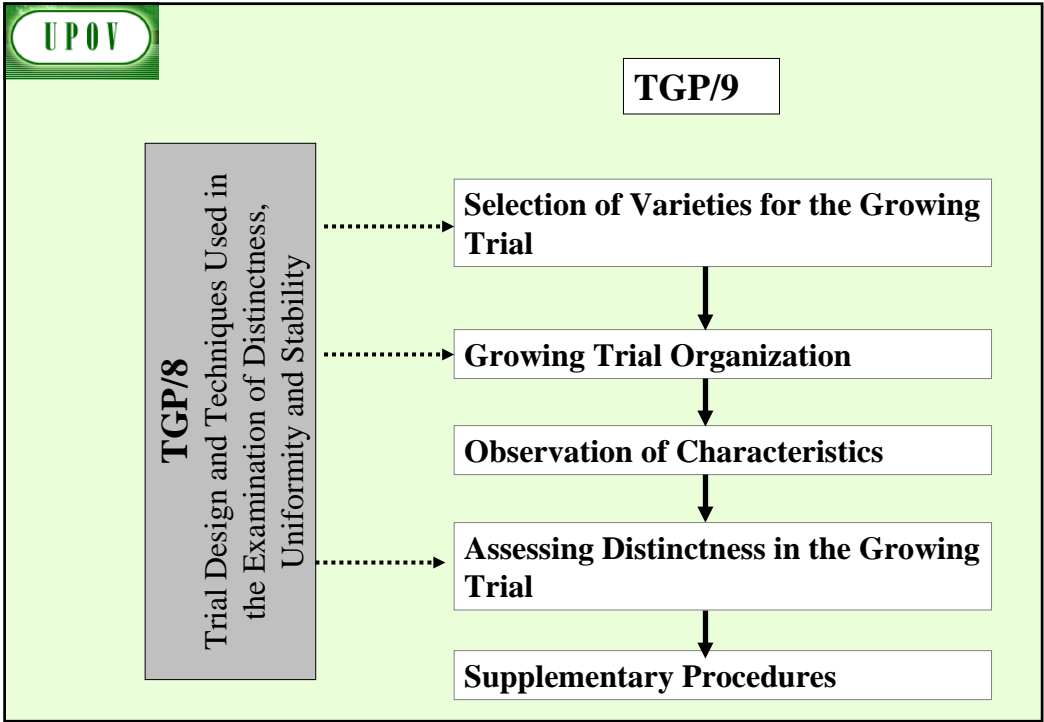 UPOV
TGP/9
TGP/8
Trial Design and Techniques Used in
the Examination of Distinctness,
Uniformity and Stability
Selection of Varieties for the Growing
Trial
Growing Trial Organization
Observation of Characteristics
Assessing Distinctness in the Growing
Trial
Supplementary Procedures